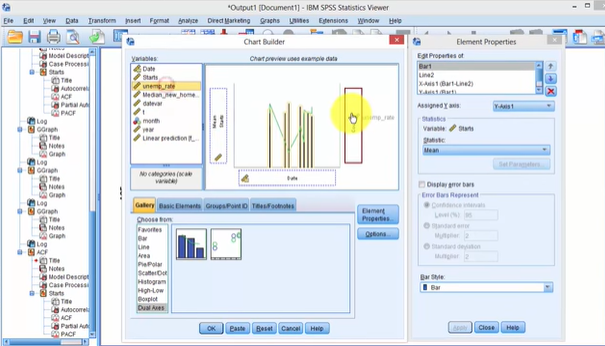 *Output1 [Document1] - IBM SPSS Statistics Viewer
File Edit View Data Transform Insert Format Analyze Direct Marketing Graphs Utilities Extensions Window Help
Model Descript
Case Processi
Starts
Title
Autocorrela
ACF
Partial Auto
PACF
Log
GGraph
Title
Notes
Graph
Log
GGraph
Title
Notes
Graph
Log
GGraph
Title
Notes
Graph
Log
ACF
Title
Notes
Model Descript
Case Processi
Starts
Title
Autocorrela
ACF
Partial Auto
PACF
Chart Builder
Variables:
Chart preview uses example data
Date
Starts
unemp_rate
Median_new_home...
datevar
t
month
year
Linear prediction [f_...
No categories (scale variable)
Mean
Starts
Date
unemp_rate
Gallery Basic Elements Groups/Point ID Titles/Footnotes
Choose from:
Favorites
Bar
Line
Area
Pie/Polar
Scatter/Dot
Histogram
High-Low
Boxplot
Dual Axes
Element Properties...
Options...
OK Paste Reset Cancel Help
Element Properties
Edit Properties of:
Bar1
Line2
X-Axis1 (Bar1-Line2)
Y-Axis1 (Bar1)
Assigned Y axis: Y-Axis1
Statistics
Variable: Starts
Statistic:
Mean
Set Parameters...
Display error bars
Error Bars Represent
Confidence intervals
Level (%): 95
Standard error
Multiplier: 2
Standard deviation
Multiplier: 2
Bar Style:
Bar
Apply Close Help